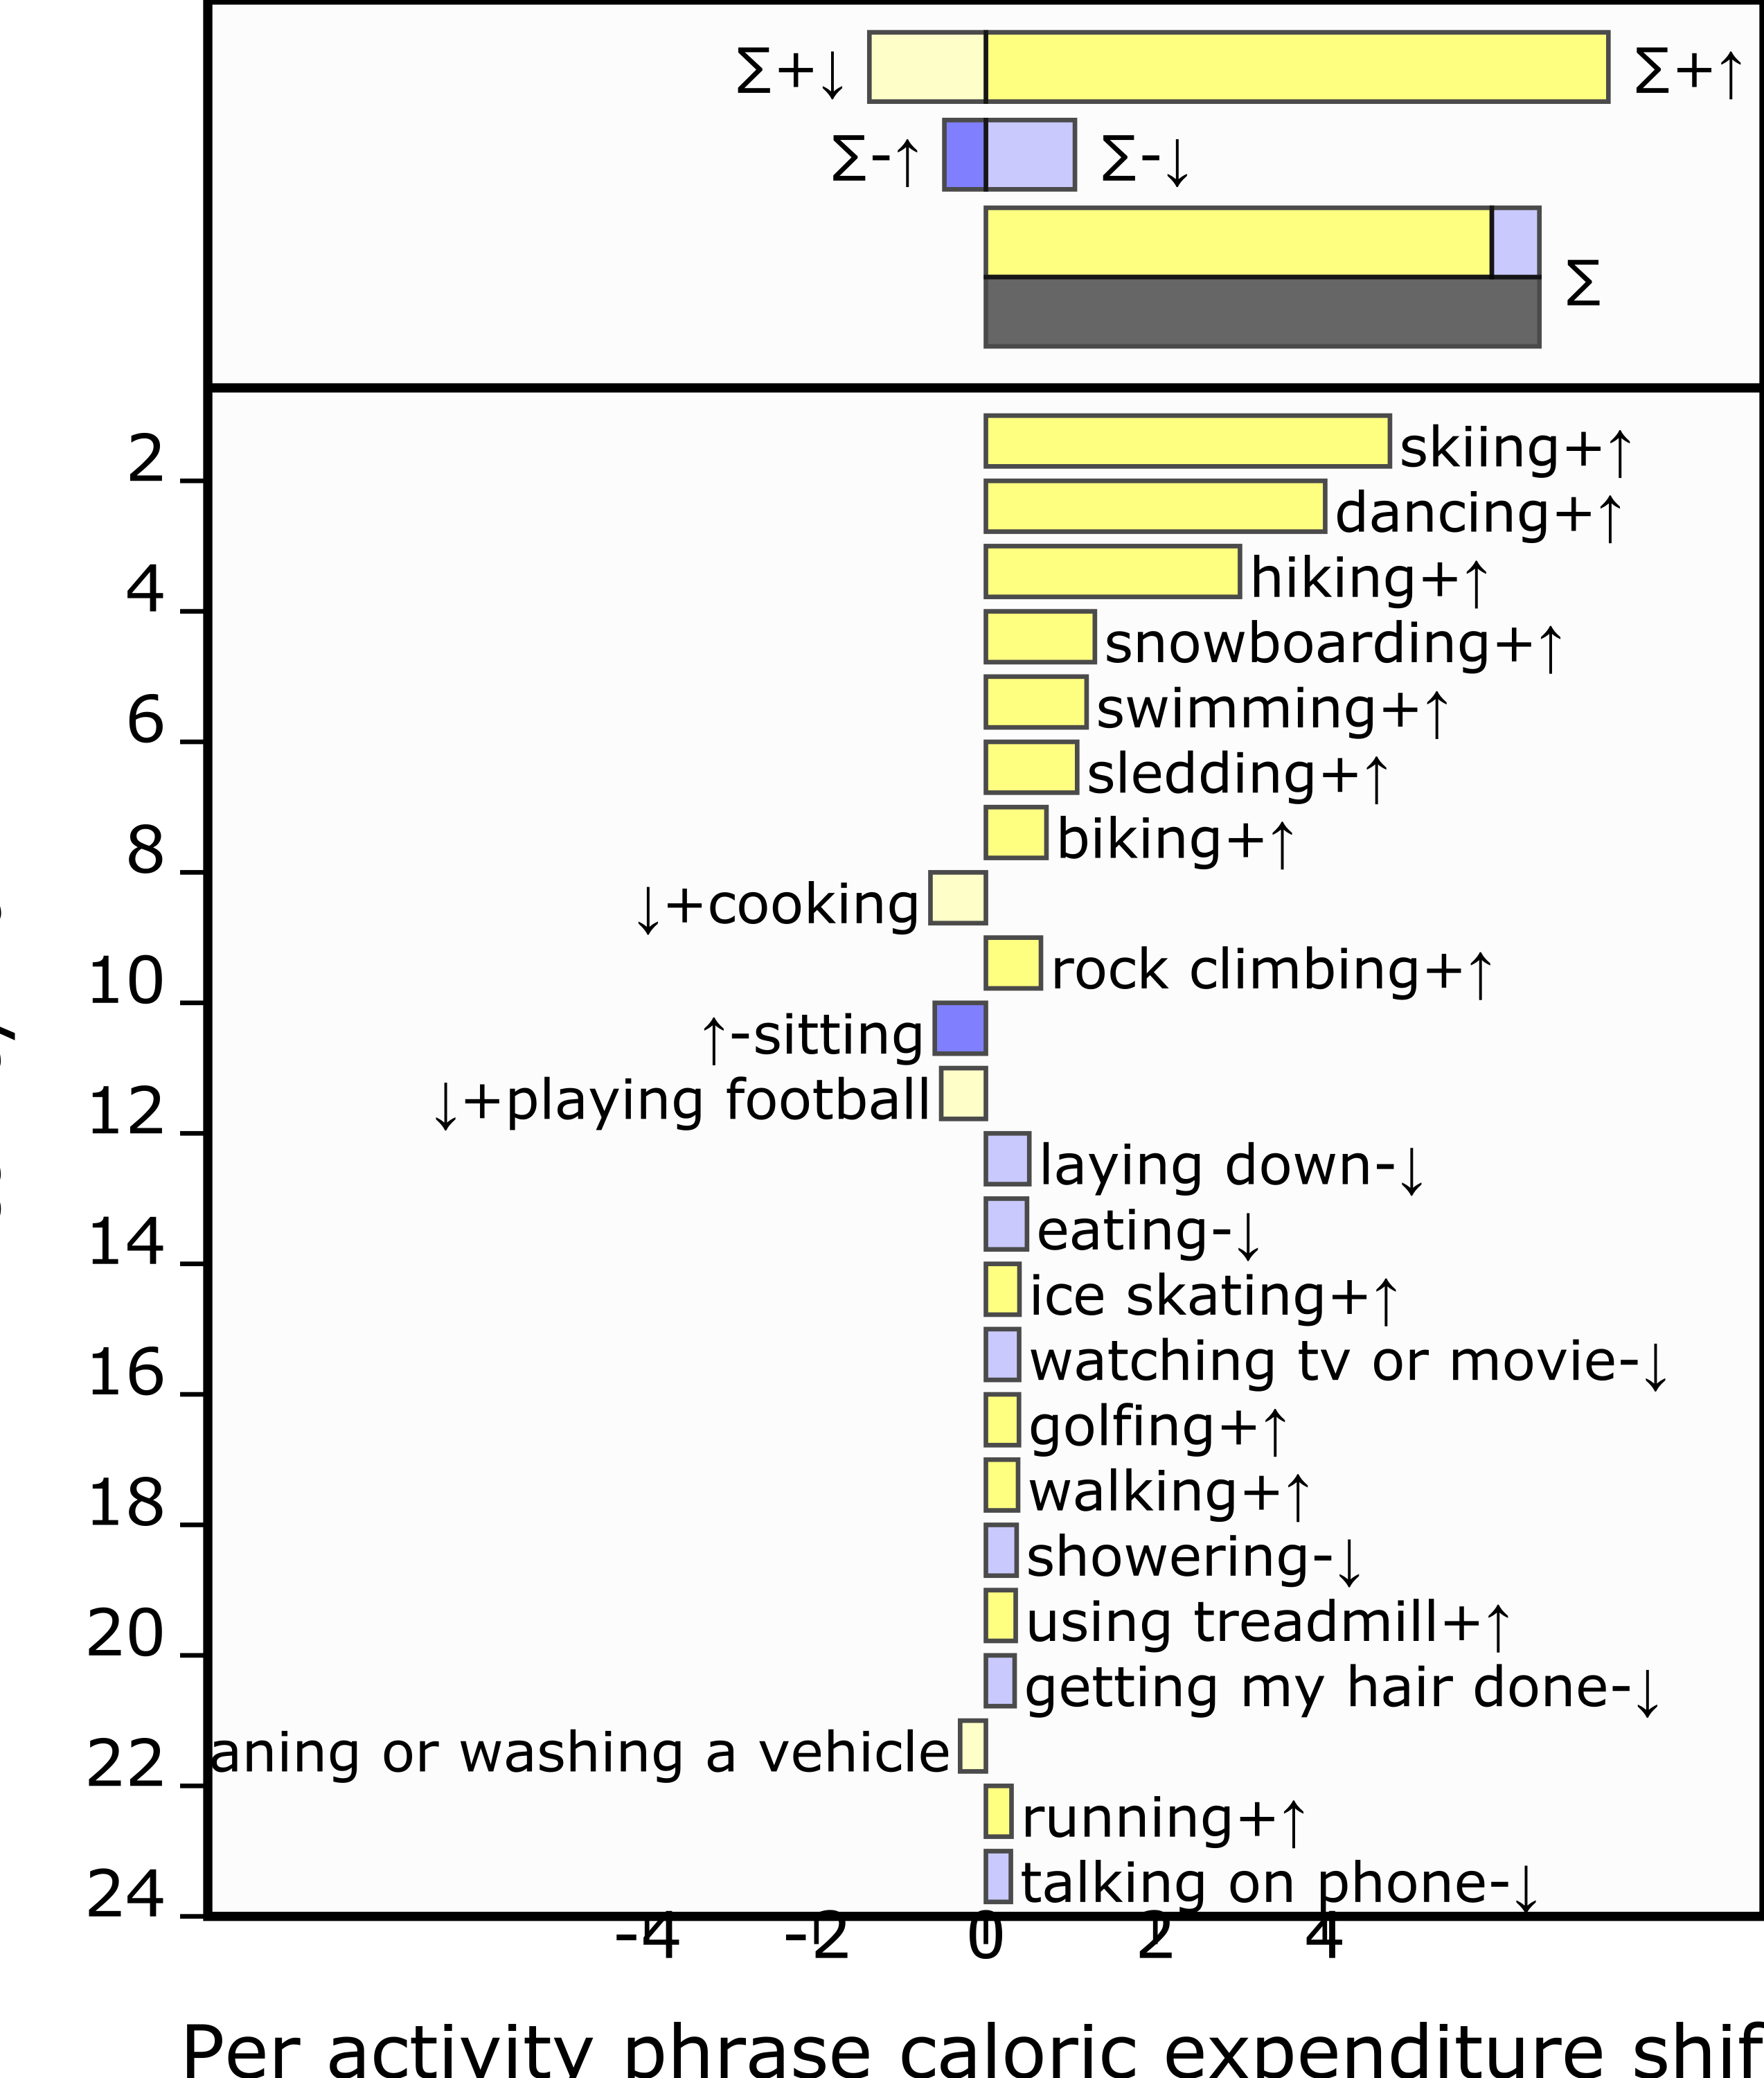 ∑+↓ ∑+↑
∑-↑ ∑-↓
∑
2 skiing+↑
dancing+↑
4 hiking+↑
snowboarding+↑
6 swimming+↑
sledding+↑
8 biking+↑
↓+cooking
10 rock climbing+↑
↑-sitting
12 ↓+playing football
laying down-↓
14 eating-↓
ice skating+↑
16 watching tv or movie-↓
golfing+↑
18 walking+↑
showering-↓
20 using treadmill+↑
getting my hair done-↓
22 aning or washing a vehicle
running+↑
24 talking on phone-↓
-4 -2 0 2 4
Per activity phrase caloric expenditure shif